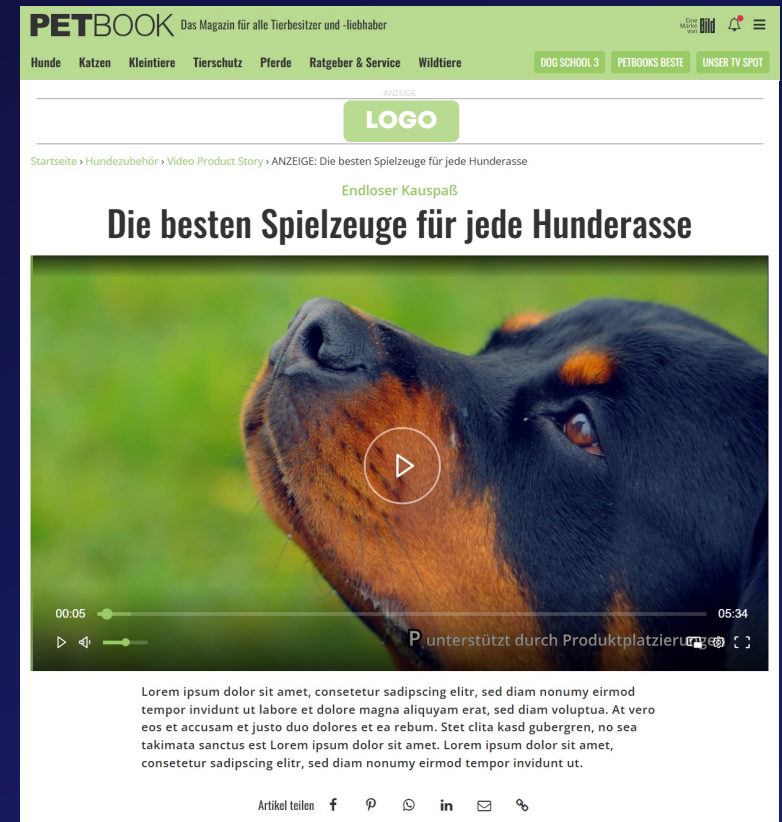 PETBOOK Das Magazin für alle Tierbesitzer und -liebhaber Eine Marke von Bild
Hunde Katzen Kleintiere Tierschutz Pferde Ratgeber & Service Wildtiere DOG SCHOOL 3 PETBOOKS BESTE UNSER TV SPOT
ANZEIGE
LOGO
Startseite › Hundezubehör › Video Product Story › ANZEIGE: Die besten Spielzeuge für jede Hunderasse
Endloser Kauspaß
Die besten Spielzeuge für jede Hunderasse
00:05 05:34
P unterstützt durch Produktplatzierungen
Lorem ipsum dolor sit amet, consetetur sadipscing elitr, sed diam nonumy eirmod
tempor invidunt ut labore et dolore magna aliquyam erat, sed diam voluptua. At vero
eos et accusam et justo duo dolores et ea rebum. Stet clita kasd gubergren, no sea
takimata sanctus est Lorem ipsum dolor sit amet. Lorem ipsum dolor sit amet,
consetetur sadipscing elitr, sed diam nonumy eirmod tempor invidunt ut.
Artikel teilen